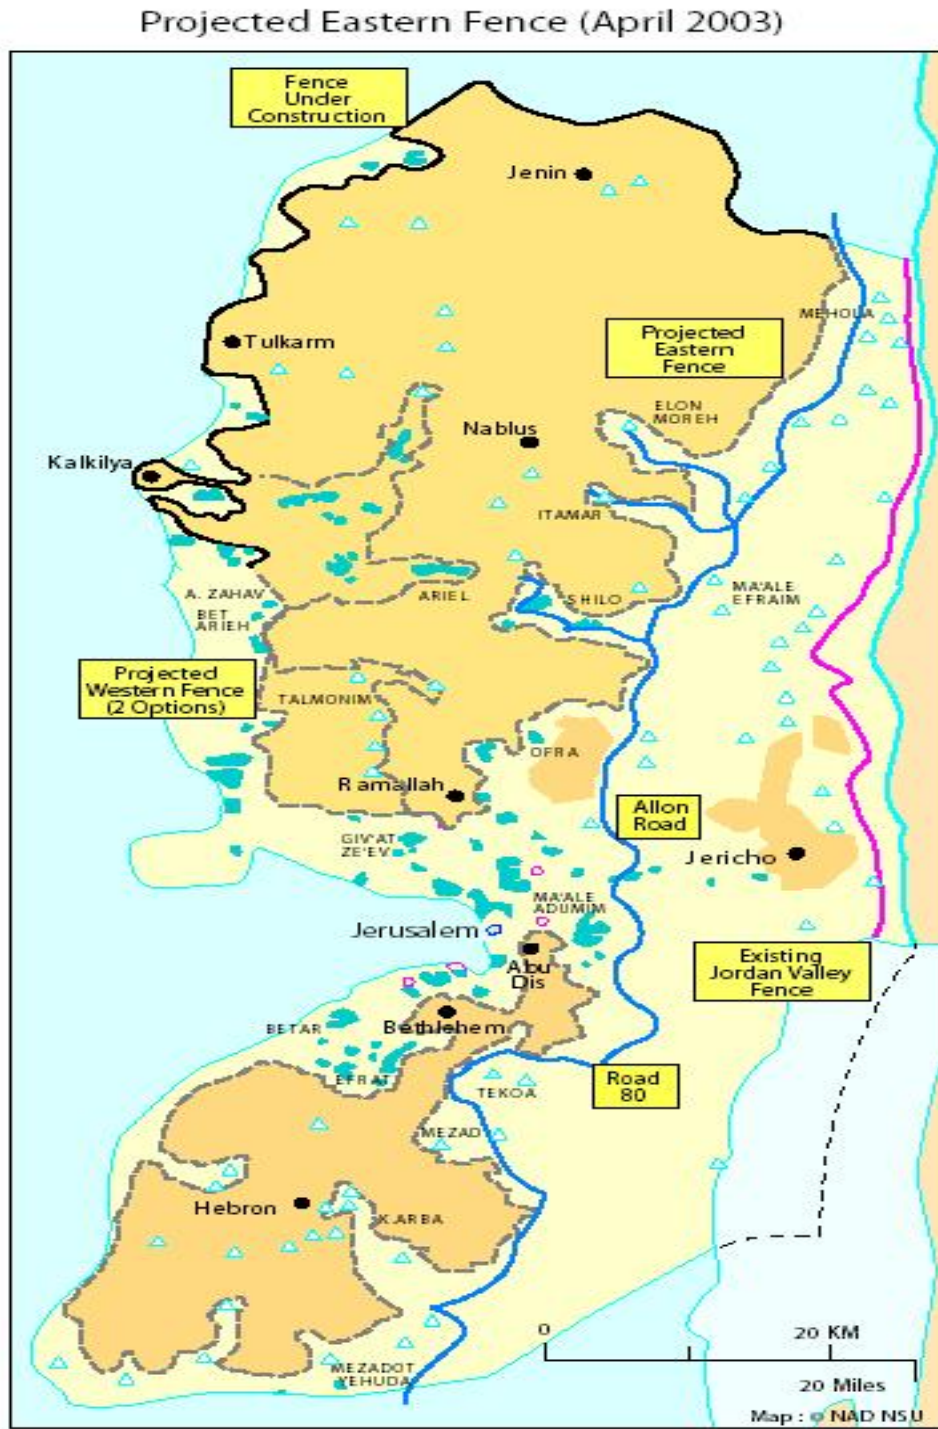 Projected Eastern Fence (April 2003)
Fence
Under
Construction
Jenin
MEHOLA
Tulkarm
Projected
Eastern
Fence
ELON
MOREH
Nablus
Kalkilya
ITAMAR
A. ZAHAV
ARIEL
SHILO
MA'ALE
EFRAIM
BET
ARIEH
Projected
Western Fence
(2 Options)
TALMONIM
OFRA
Ramallah
Allon
Road
GIV'AT
ZE'EV
Jericho
MA'ALE
ADUMIM
Jerusalem
Abu
Dis
Existing
Jordan Valley
Fence
BETAR
Bethlehem
EFRAT
TEKOA
Road
80
MEZAD
Hebron
K.ARBA
0
20 KM
MEZADOT
YEHUDA
20 Miles
Map : © NAD NSU